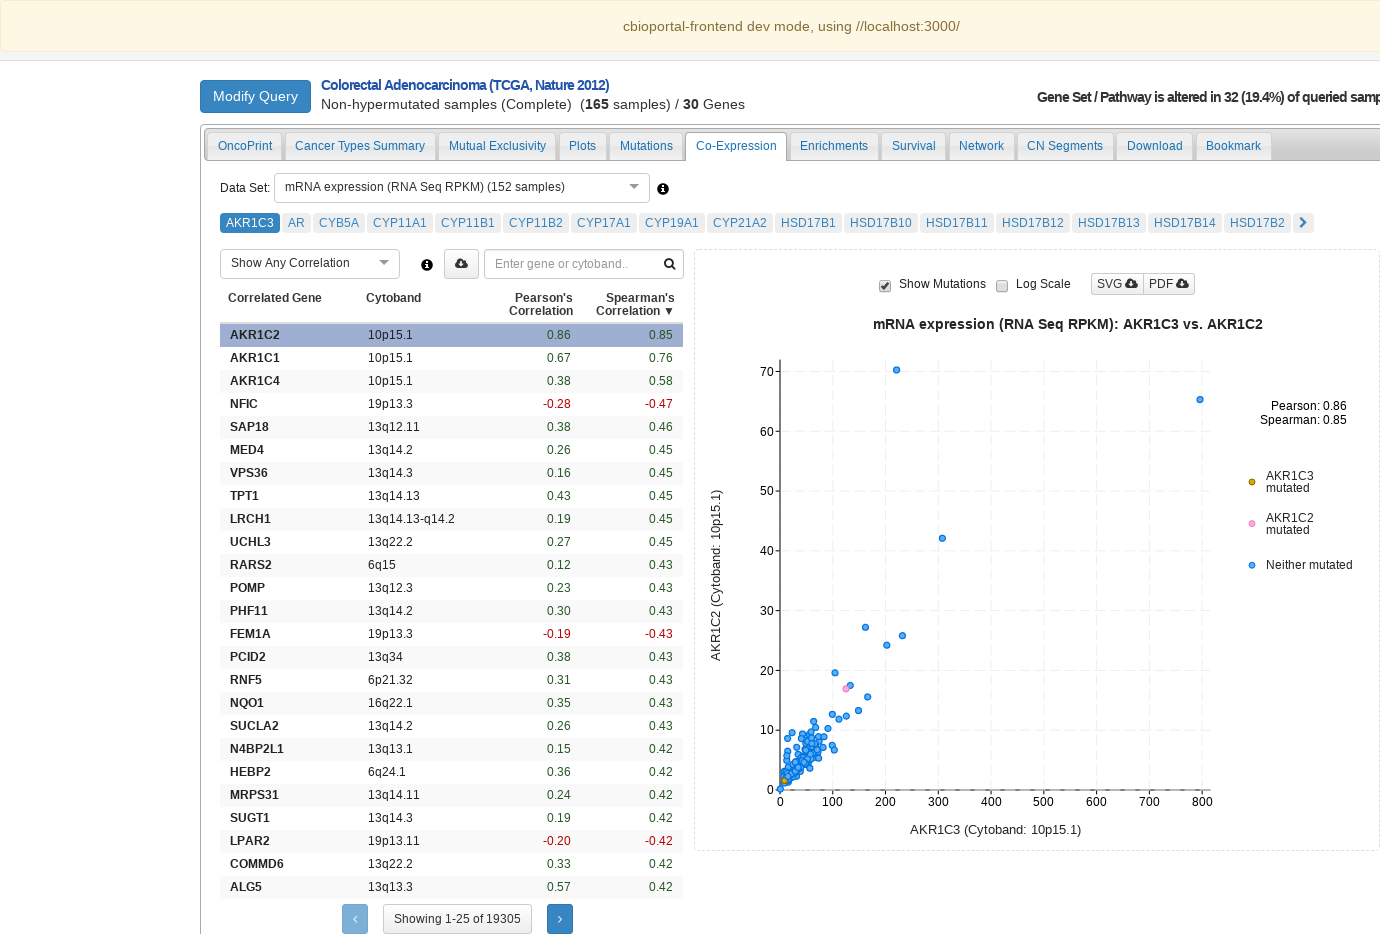 cbioportal-frontend dev mode, using //localhost:3000/
Modify Query
Colorectal Adenocarcinoma (TCGA, Nature 2012)
Non-hypermutated samples (Complete) (165 samples) / 30 Genes
Gene Set / Pathway is altered in 32 (19.4%) of queried samp
OncoPrint Cancer Types Summary Mutual Exclusivity Plots Mutations Co-Expression Enrichments Survival Network CN Segments Download Bookmark
Data Set: mRNA expression (RNA Seq RPKM) (152 samples)
AKR1C3 AR CYB5A CYP11A1 CYP11B1 CYP11B2 CYP17A1 CYP19A1 CYP21A2 HSD17B1 HSD17B10 HSD17B11 HSD17B12 HSD17B13 HSD17B14 HSD17B2
Show Any Correlation Enter gene or cytoband..
Correlated Gene Cytoband Pearson's Correlation Spearman's Correlation ▼
AKR1C2 10p15.1 0.86 0.85
AKR1C1 10p15.1 0.67 0.76
AKR1C4 10p15.1 0.38 0.58
NFIC 19p13.3 -0.28 -0.47
SAP18 13q12.11 0.38 0.46
MED4 13q14.2 0.26 0.45
VPS36 13q14.3 0.16 0.45
TPT1 13q14.13 0.43 0.45
LRCH1 13q14.13-q14.2 0.19 0.45
UCHL3 13q22.2 0.27 0.45
RARS2 6q15 0.12 0.43
POMP 13q12.3 0.23 0.43
PHF11 13q14.2 0.30 0.43
FEM1A 19p13.3 -0.19 -0.43
PCID2 13q34 0.38 0.43
RNF5 6p21.32 0.31 0.43
NQO1 16q22.1 0.35 0.43
SUCLA2 13q14.2 0.26 0.43
N4BP2L1 13q13.1 0.15 0.42
HEBP2 6q24.1 0.36 0.42
MRPS31 13q14.11 0.24 0.42
SUGT1 13q14.3 0.19 0.42
LPAR2 19p13.11 -0.20 -0.42
COMMD6 13q22.2 0.33 0.42
ALG5 13q13.3 0.57 0.42
Showing 1-25 of 19305
Show Mutations Log Scale SVG PDF
mRNA expression (RNA Seq RPKM): AKR1C3 vs. AKR1C2
70
60
50
40
30
20
10
0
AKR1C2 (Cytoband: 10p15.1)
0 100 200 300 400 500 600 700 800
AKR1C3 (Cytoband: 10p15.1)
Pearson: 0.86
Spearman: 0.85
AKR1C3
mutated
AKR1C2
mutated
Neither mutated